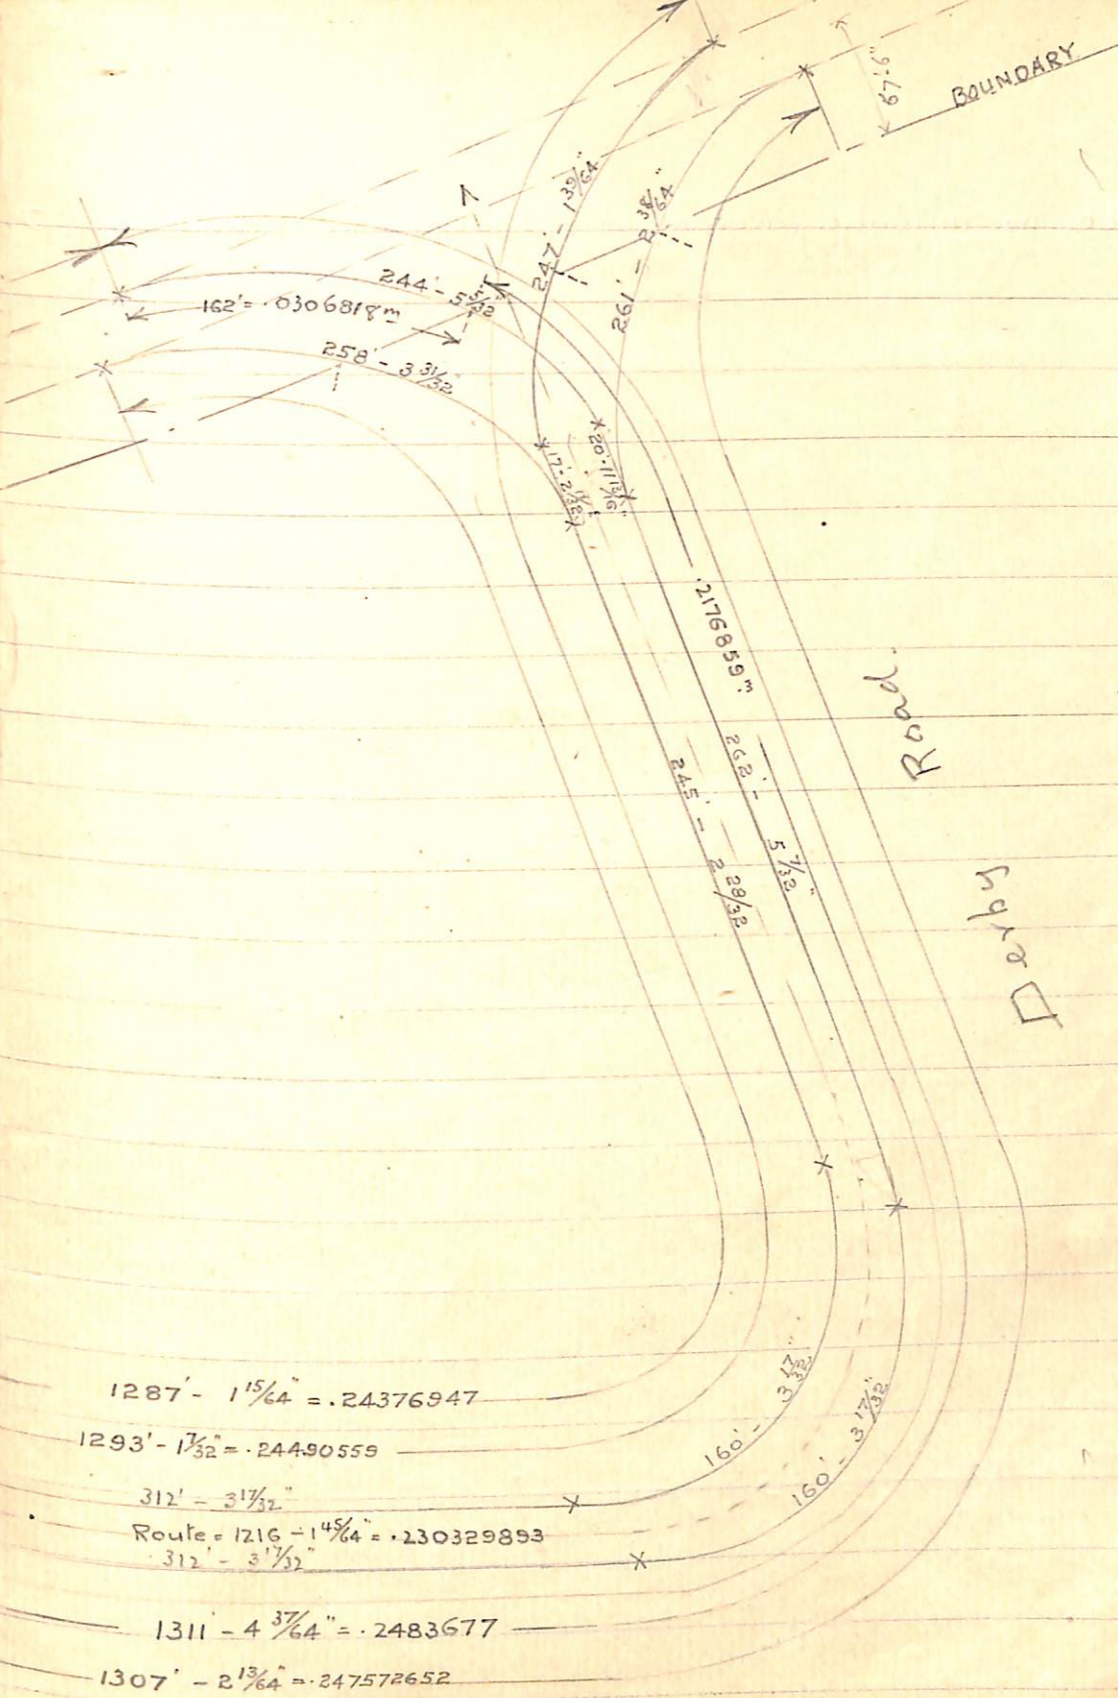 67'.6"
BOUNDARY
247' - 1 39/64"
261' - 2 38/64"
244' - 5 5/32"
162' = .0306818m
258' - 3 31/32"
17'- 2 11/32"
20'-11 13/16"
.2176859m.
262' - 5 7/32"
245' - 2 28/32
Derby Road.
160' - 3 17/32"
160' - 3 17/32"
1287' - 1 15/64" = .24376947
1293' - 1 7/32" = .24490559
312' - 3 17/32"
Route = 1216 - 1 45/64" = .230329893
312' - 3 17/32"
1311' - 4 37/64" = .2483677
1307' - 2 13/64" = .247572652